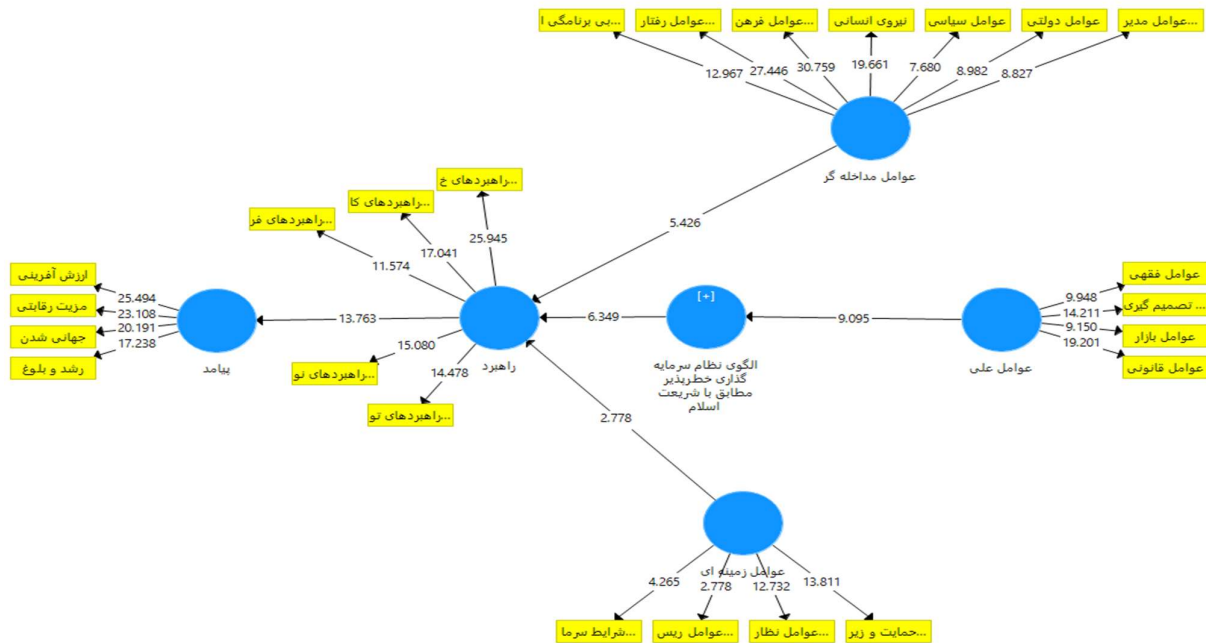 بی برنامگی ا...
عوامل رفتار...
عوامل فرهن...
نیروی انسانی
عوامل سیاسی
عوامل دولتی
عوامل مدیر...
12.967
27.446
30.759
19.661
7.680
8.982
8.827
عوامل مداخله گر
5.426
راهبردهای خ...
راهبردهای کا...
راهبردهای فر...
25.945
17.041
11.574
راهبرد
15.080
14.478
راهبردهای نو...
راهبردهای تو...
13.763
ارزش آفرینی
مزیت رقابتی
جهانی شدن
رشد و بلوغ
25.494
23.108
20.191
17.238
پیامد
6.349
[+]
الگوی نظام سرمایه
گذاری خطرپذیر
مطابق با شریعت
اسلام
9.095
عوامل علی
9.948
14.211
9.150
19.201
عوامل فقهی
تصمیم گیری ...
عوامل بازار
عوامل قانونی
2.778
عوامل زمینه ای
4.265
2.778
12.732
13.811
شرایط سرما...
عوامل ریس...
عوامل نظار...
حمایت و زیر...